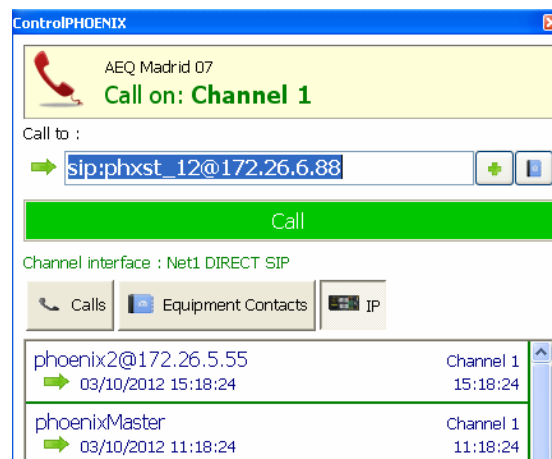 ControlPHOENIX
AEQ Madrid 07
Call on: Channel 1
Call to :
sip:phxst_12@172.26.6.88
Call
Channel interface : Net1 DIRECT SIP
Calls Equipment Contacts IP
phoenix2@172.26.5.55 Channel 1
03/10/2012 15:18:24 15:18:24
phoenixMaster Channel 1
03/10/2012 11:18:24 11:18:24